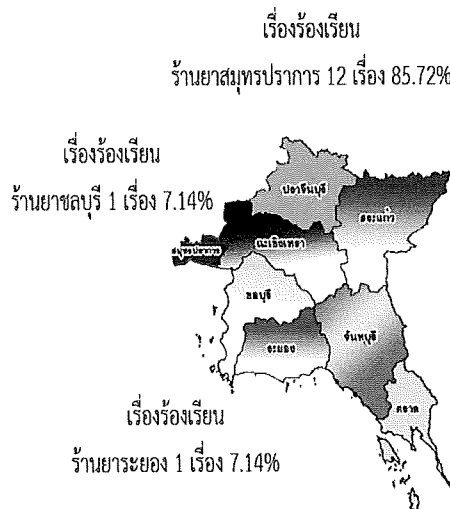 เรื่องร้องเรียน
ร้านยาสมุทรปราการ 12 เรื่อง 85.72%
เรื่องร้องเรียน
ร้านยาชลบุรี 1 เรื่อง 7.14%
ปราจีนบุรี
สระแก้ว
สมุทรปราการ
ฉะเชิงเทรา
ชลบุรี
ระยอง
จันทบุรี
ตราด
เรื่องร้องเรียน
ร้านยาระยอง 1 เรื่อง 7.14%